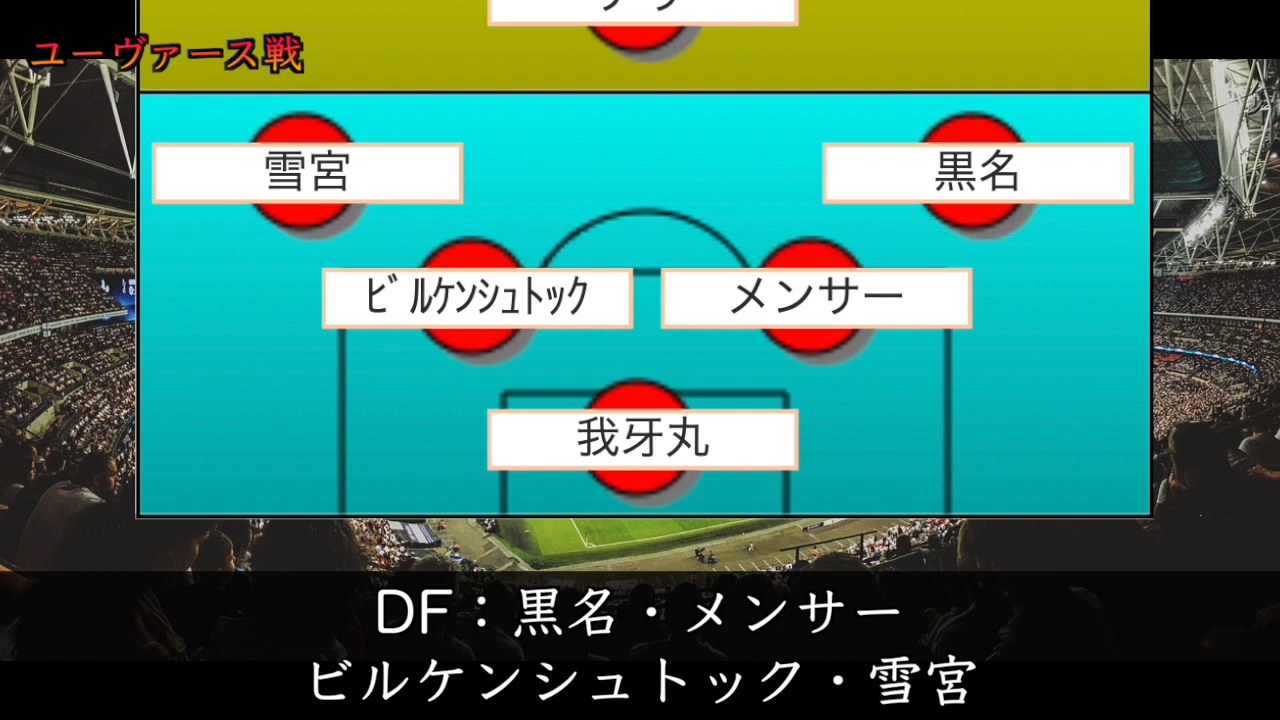 ユーヴァース戦
雪宮
黒名
ﾋﾞﾙｹﾝｼｭﾄｯｸ
メンサー
我牙丸
DF：黒名・メンサー
ビルケンシュトック・雪宮